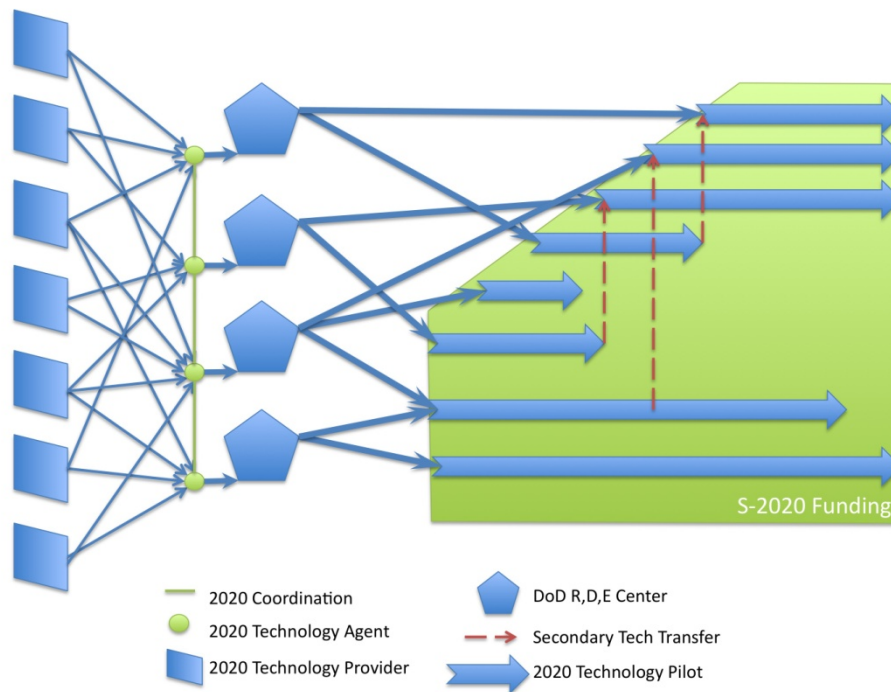 S-2020 Funding
2020 Coordination
2020 Technology Agent
2020 Technology Provider
DoD R,D,E Center
Secondary Tech Transfer
2020 Technology Pilot